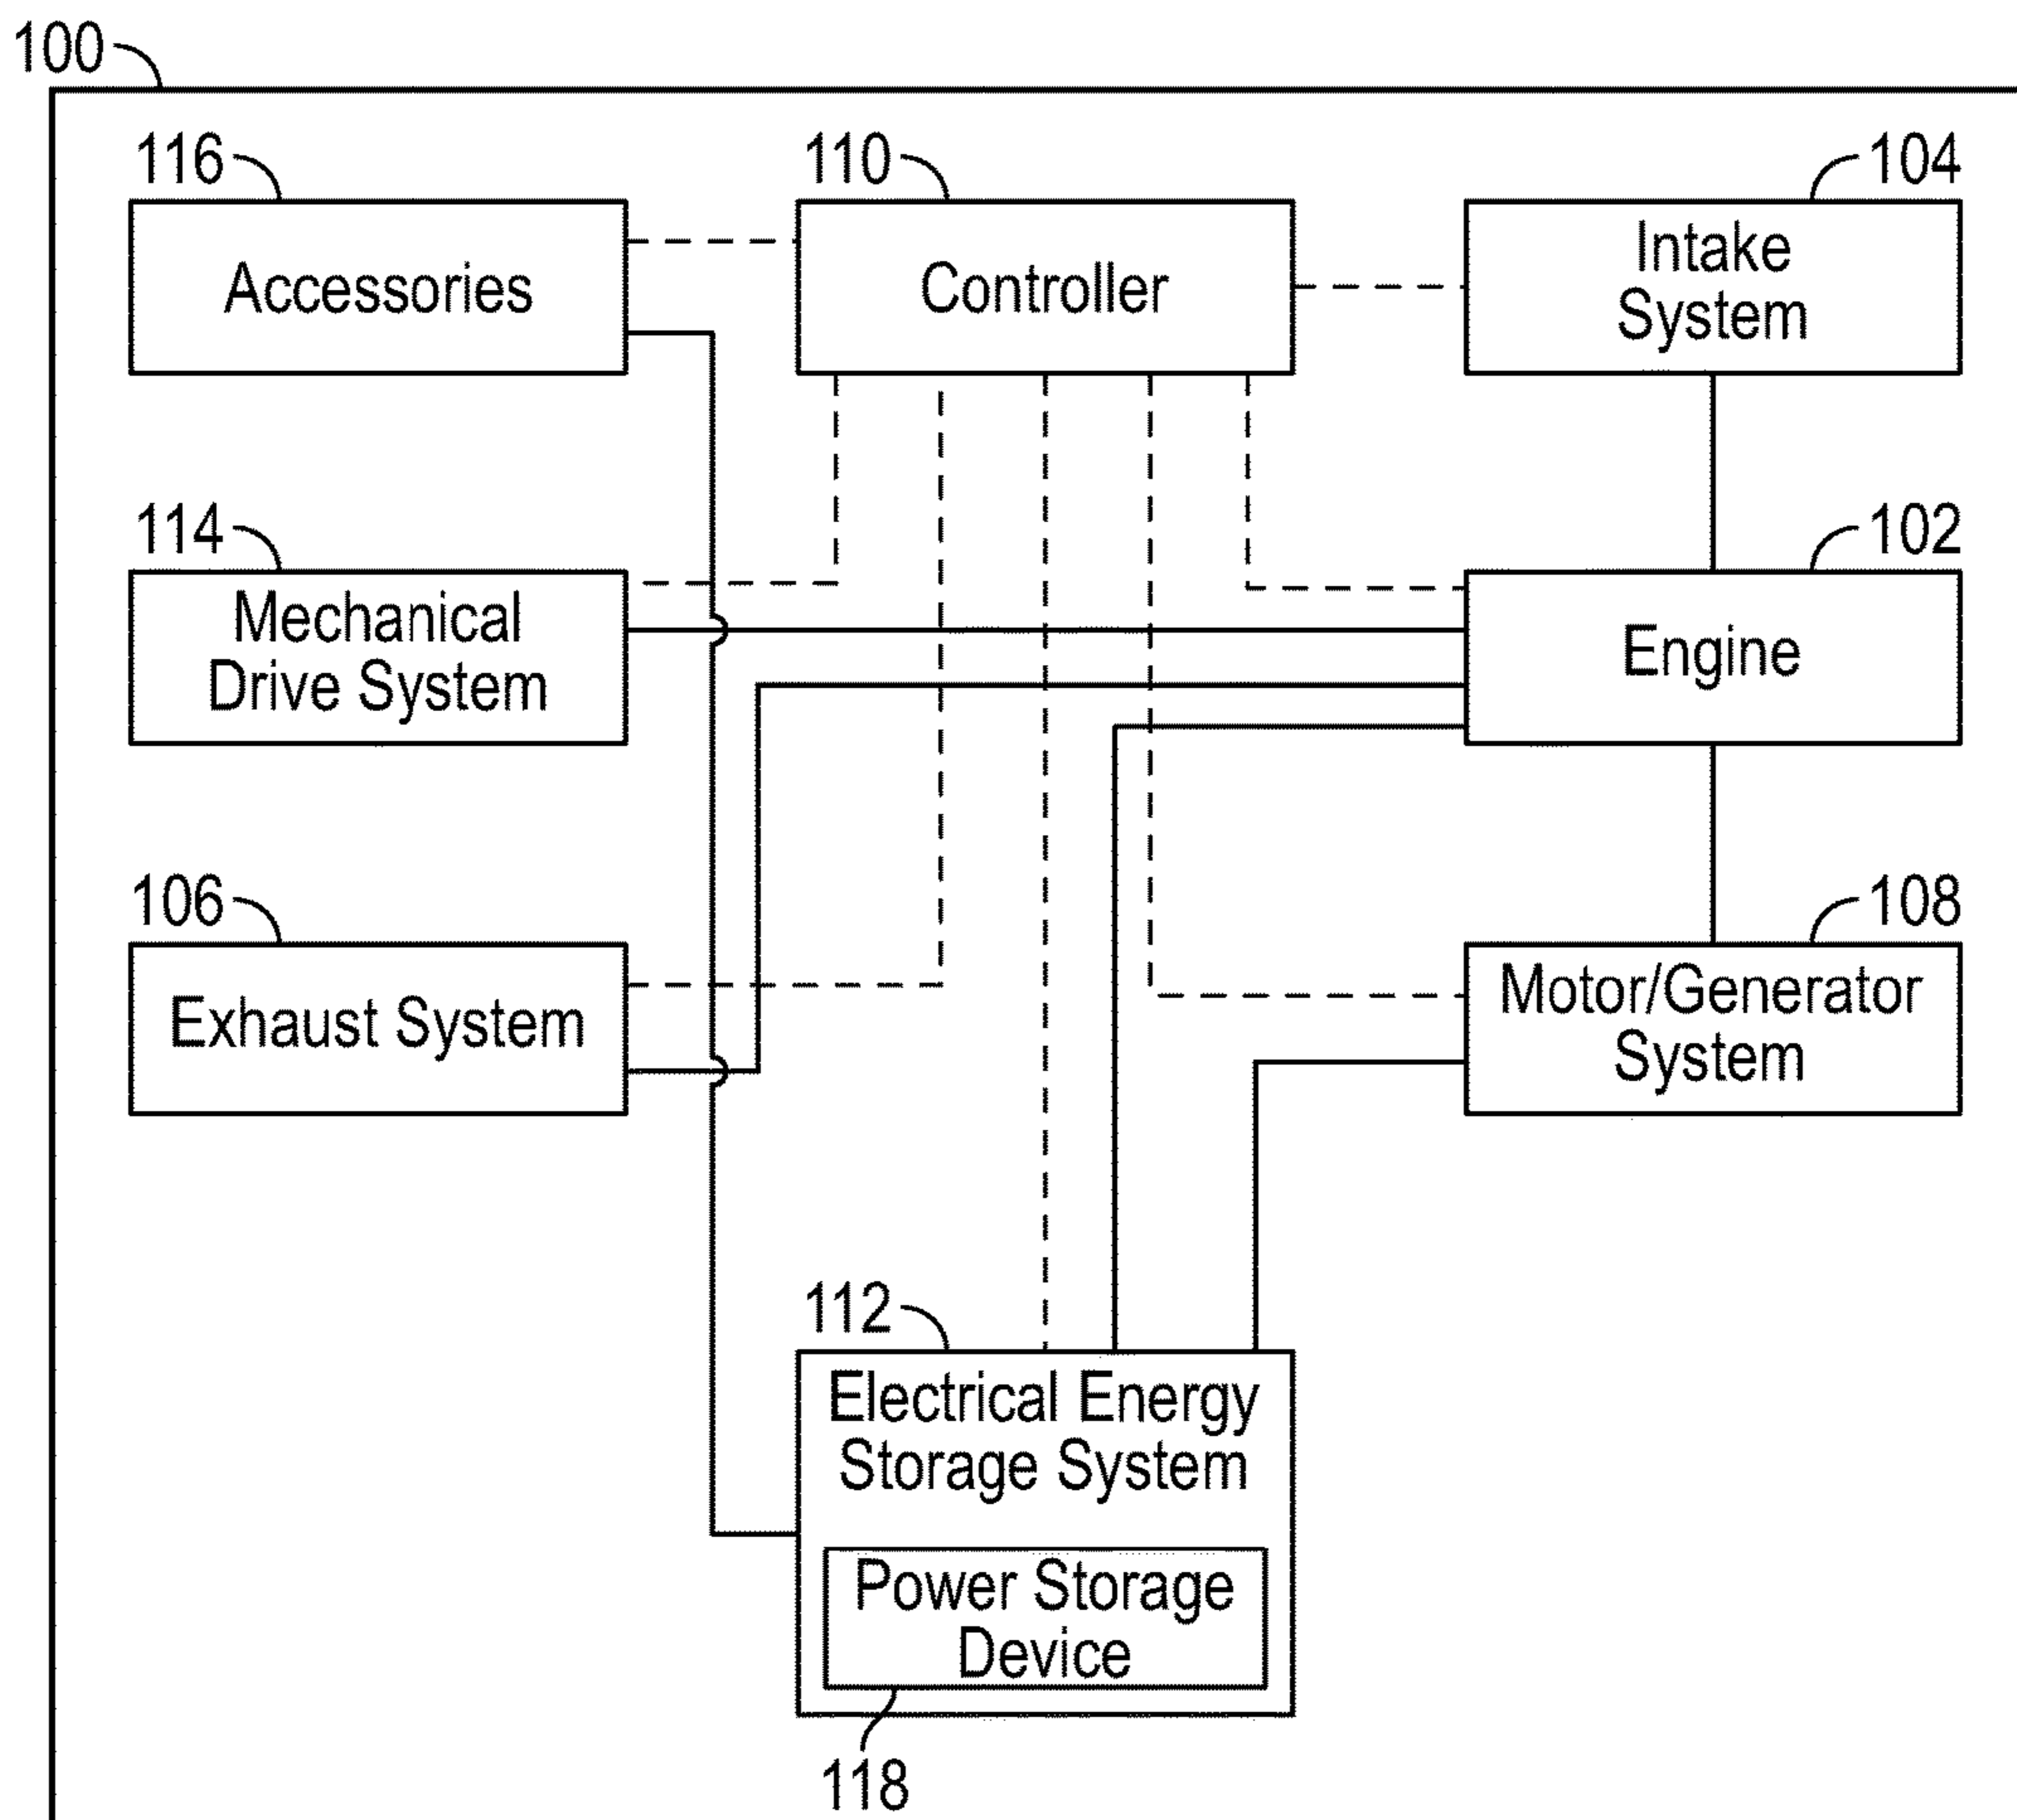 100
116
110
104
Accessories
Controller
Intake
System
114
102
Mechanical
Drive System
Engine
106
108
Exhaust System
Motor/Generator
System
112
Electrical Energy
Storage System
Power Storage
Device
118